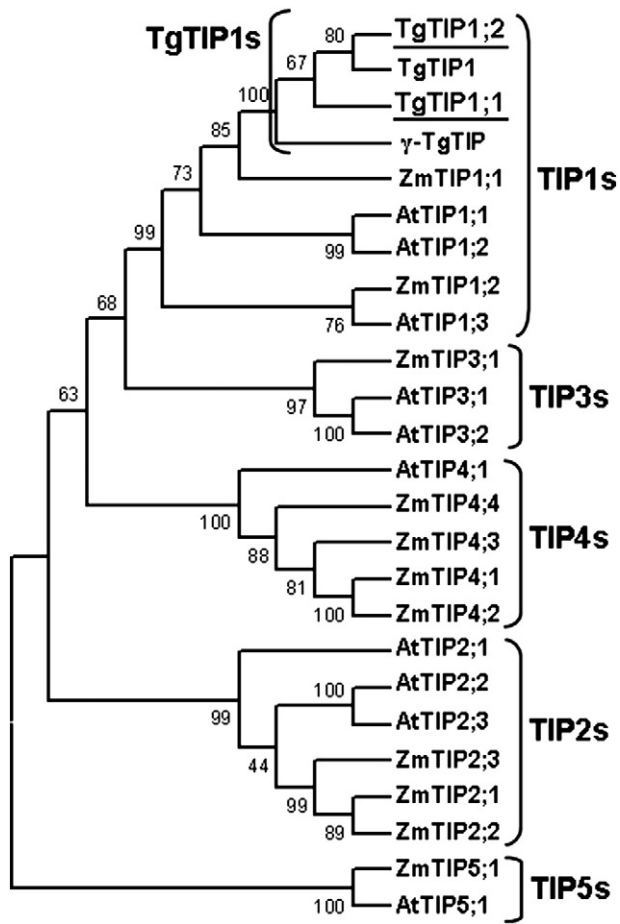 TgTIP1s
80
TgTIP1;2
67
TgTIP1
100
TgTIP1;1
85
γ-TgTIP
73
ZmTIP1;1
TIP1s
99
AtTIP1;1
99
AtTIP1;2
68
ZmTIP1;2
76
AtTIP1;3
63
ZmTIP3;1
97
AtTIP3;1
TIP3s
100
AtTIP3;2
AtTIP4;1
100
ZmTIP4;4
88
ZmTIP4;3
TIP4s
81
ZmTIP4;1
100
ZmTIP4;2
AtTIP2;1
99
100
AtTIP2;2
AtTIP2;3
TIP2s
44
ZmTIP2;3
99
ZmTIP2;1
89
ZmTIP2;2
ZmTIP5;1
TIP5s
100
AtTIP5;1